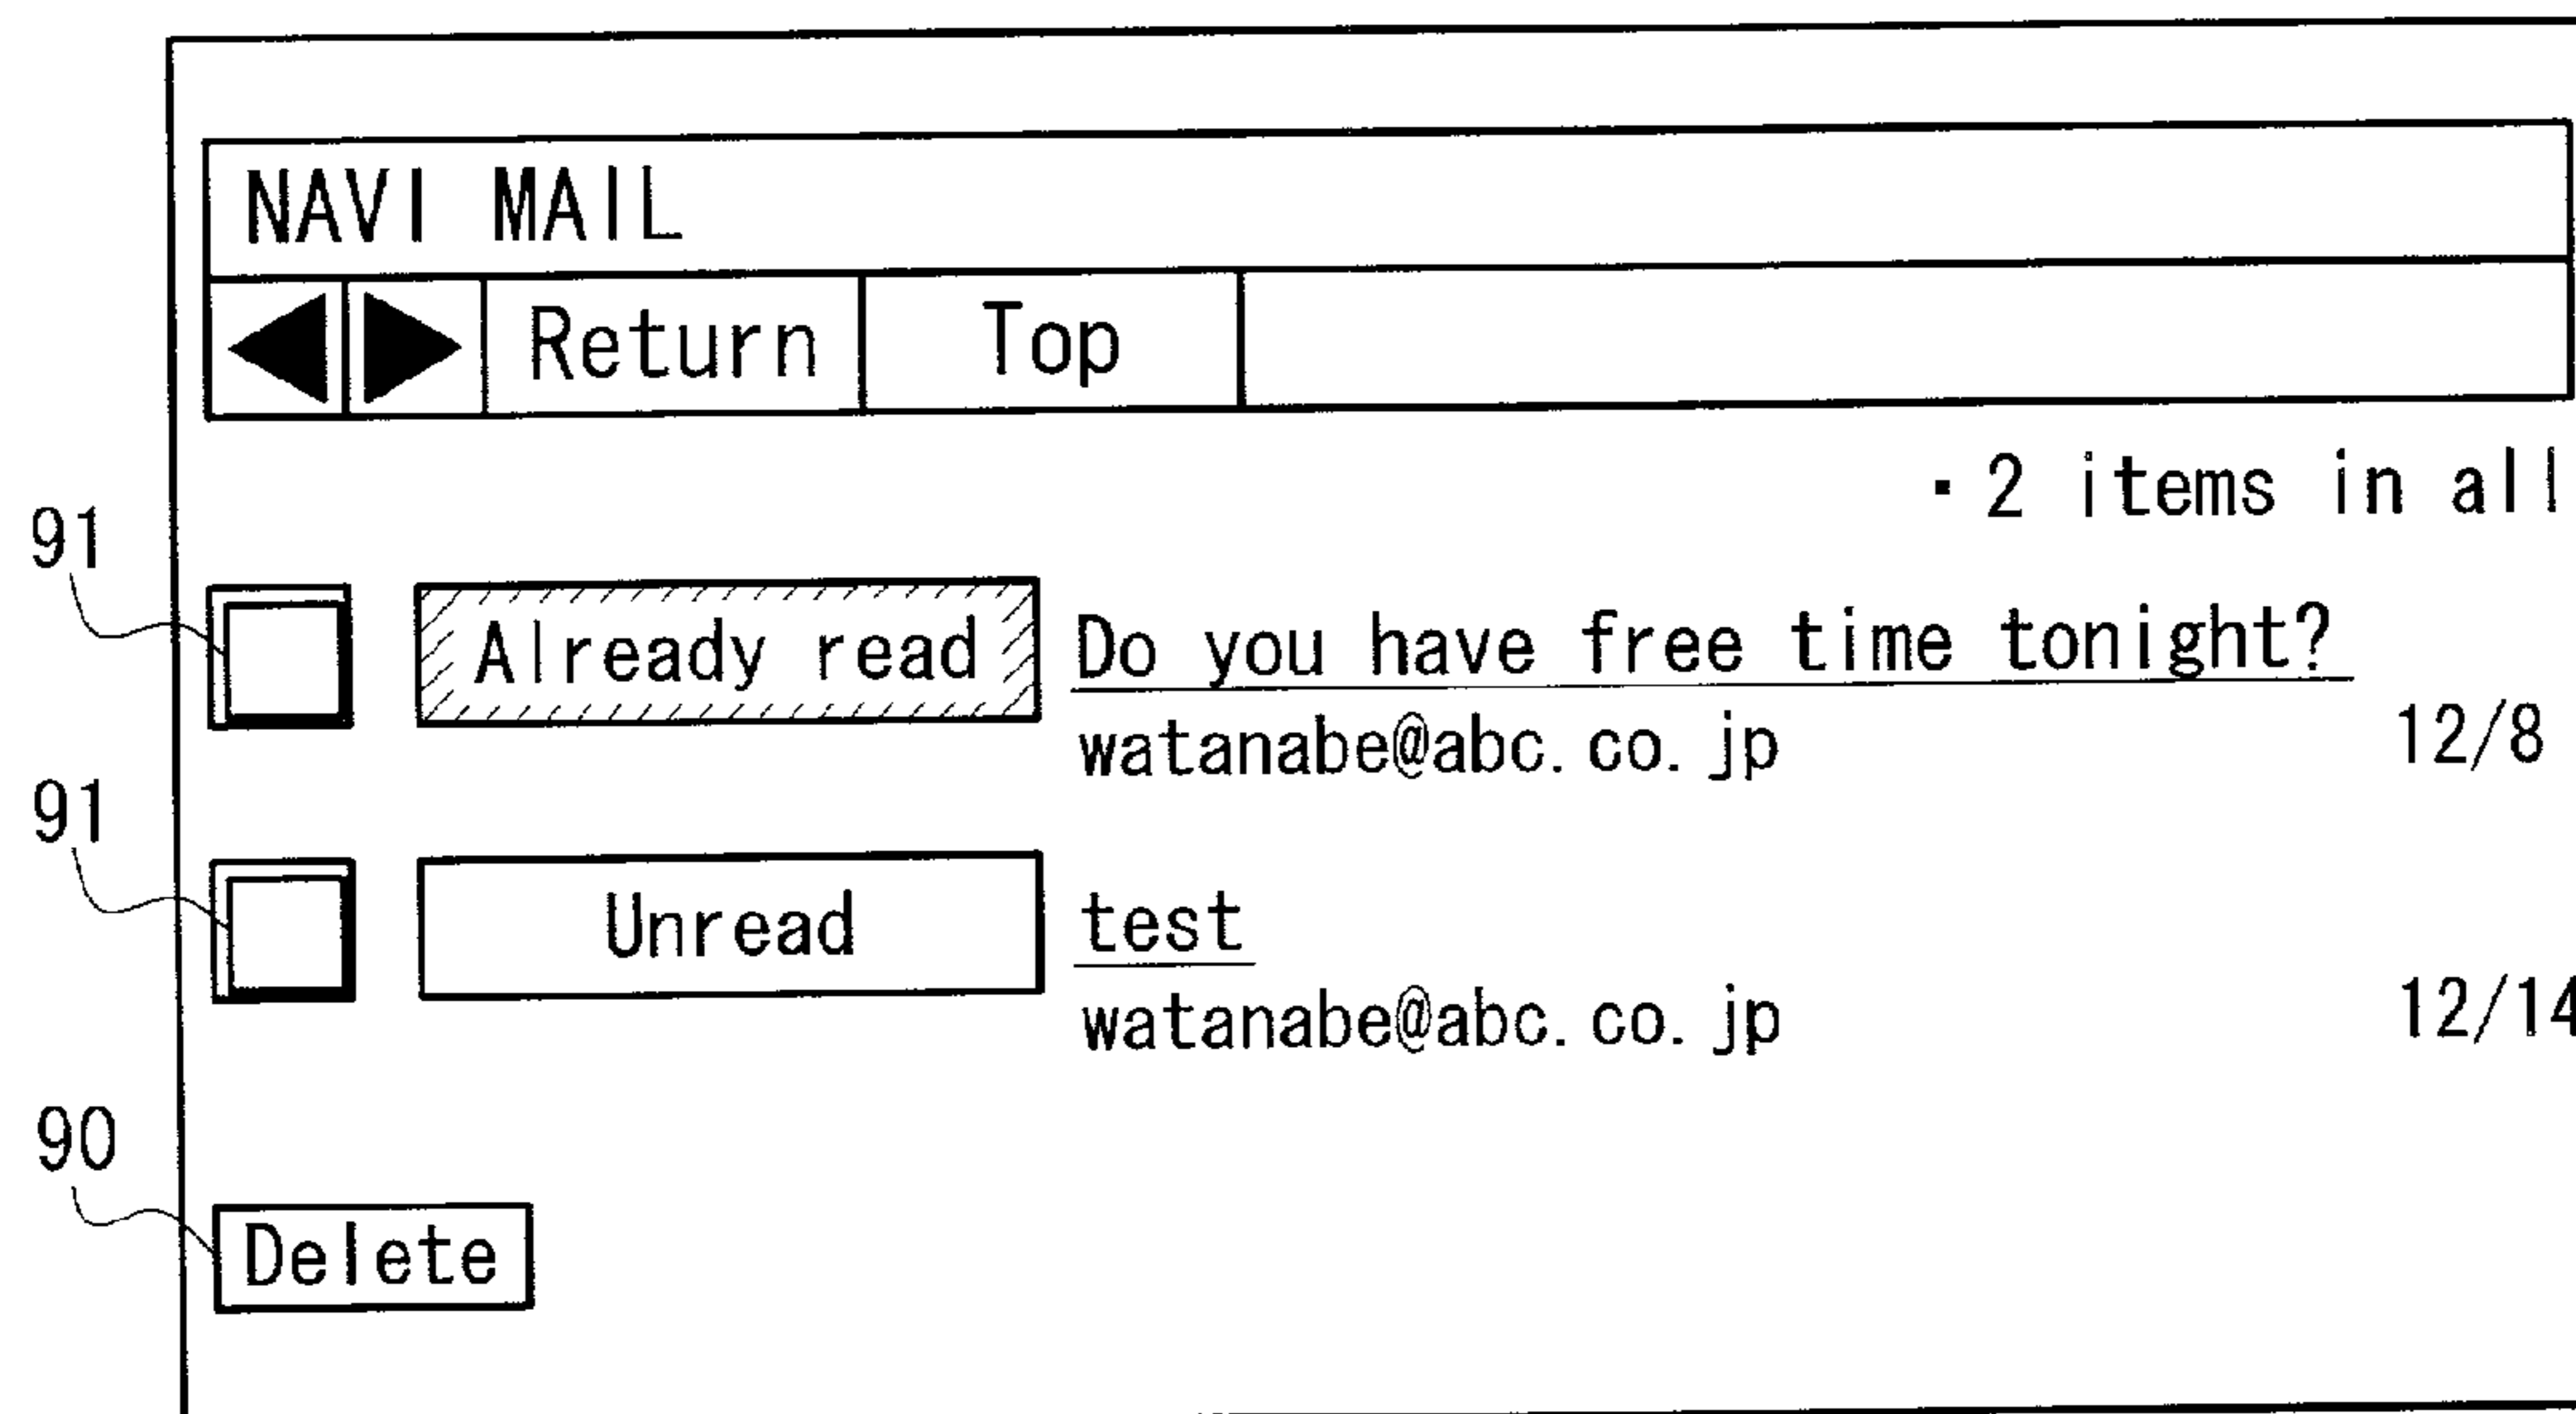 NAVI MAIL
Return Top
・2 items in all
91
Already read Do you have free time tonight?
watanabe@abc.co.jp 12/8
91
Unread test
watanabe@abc.co.jp 12/14
90
Delete